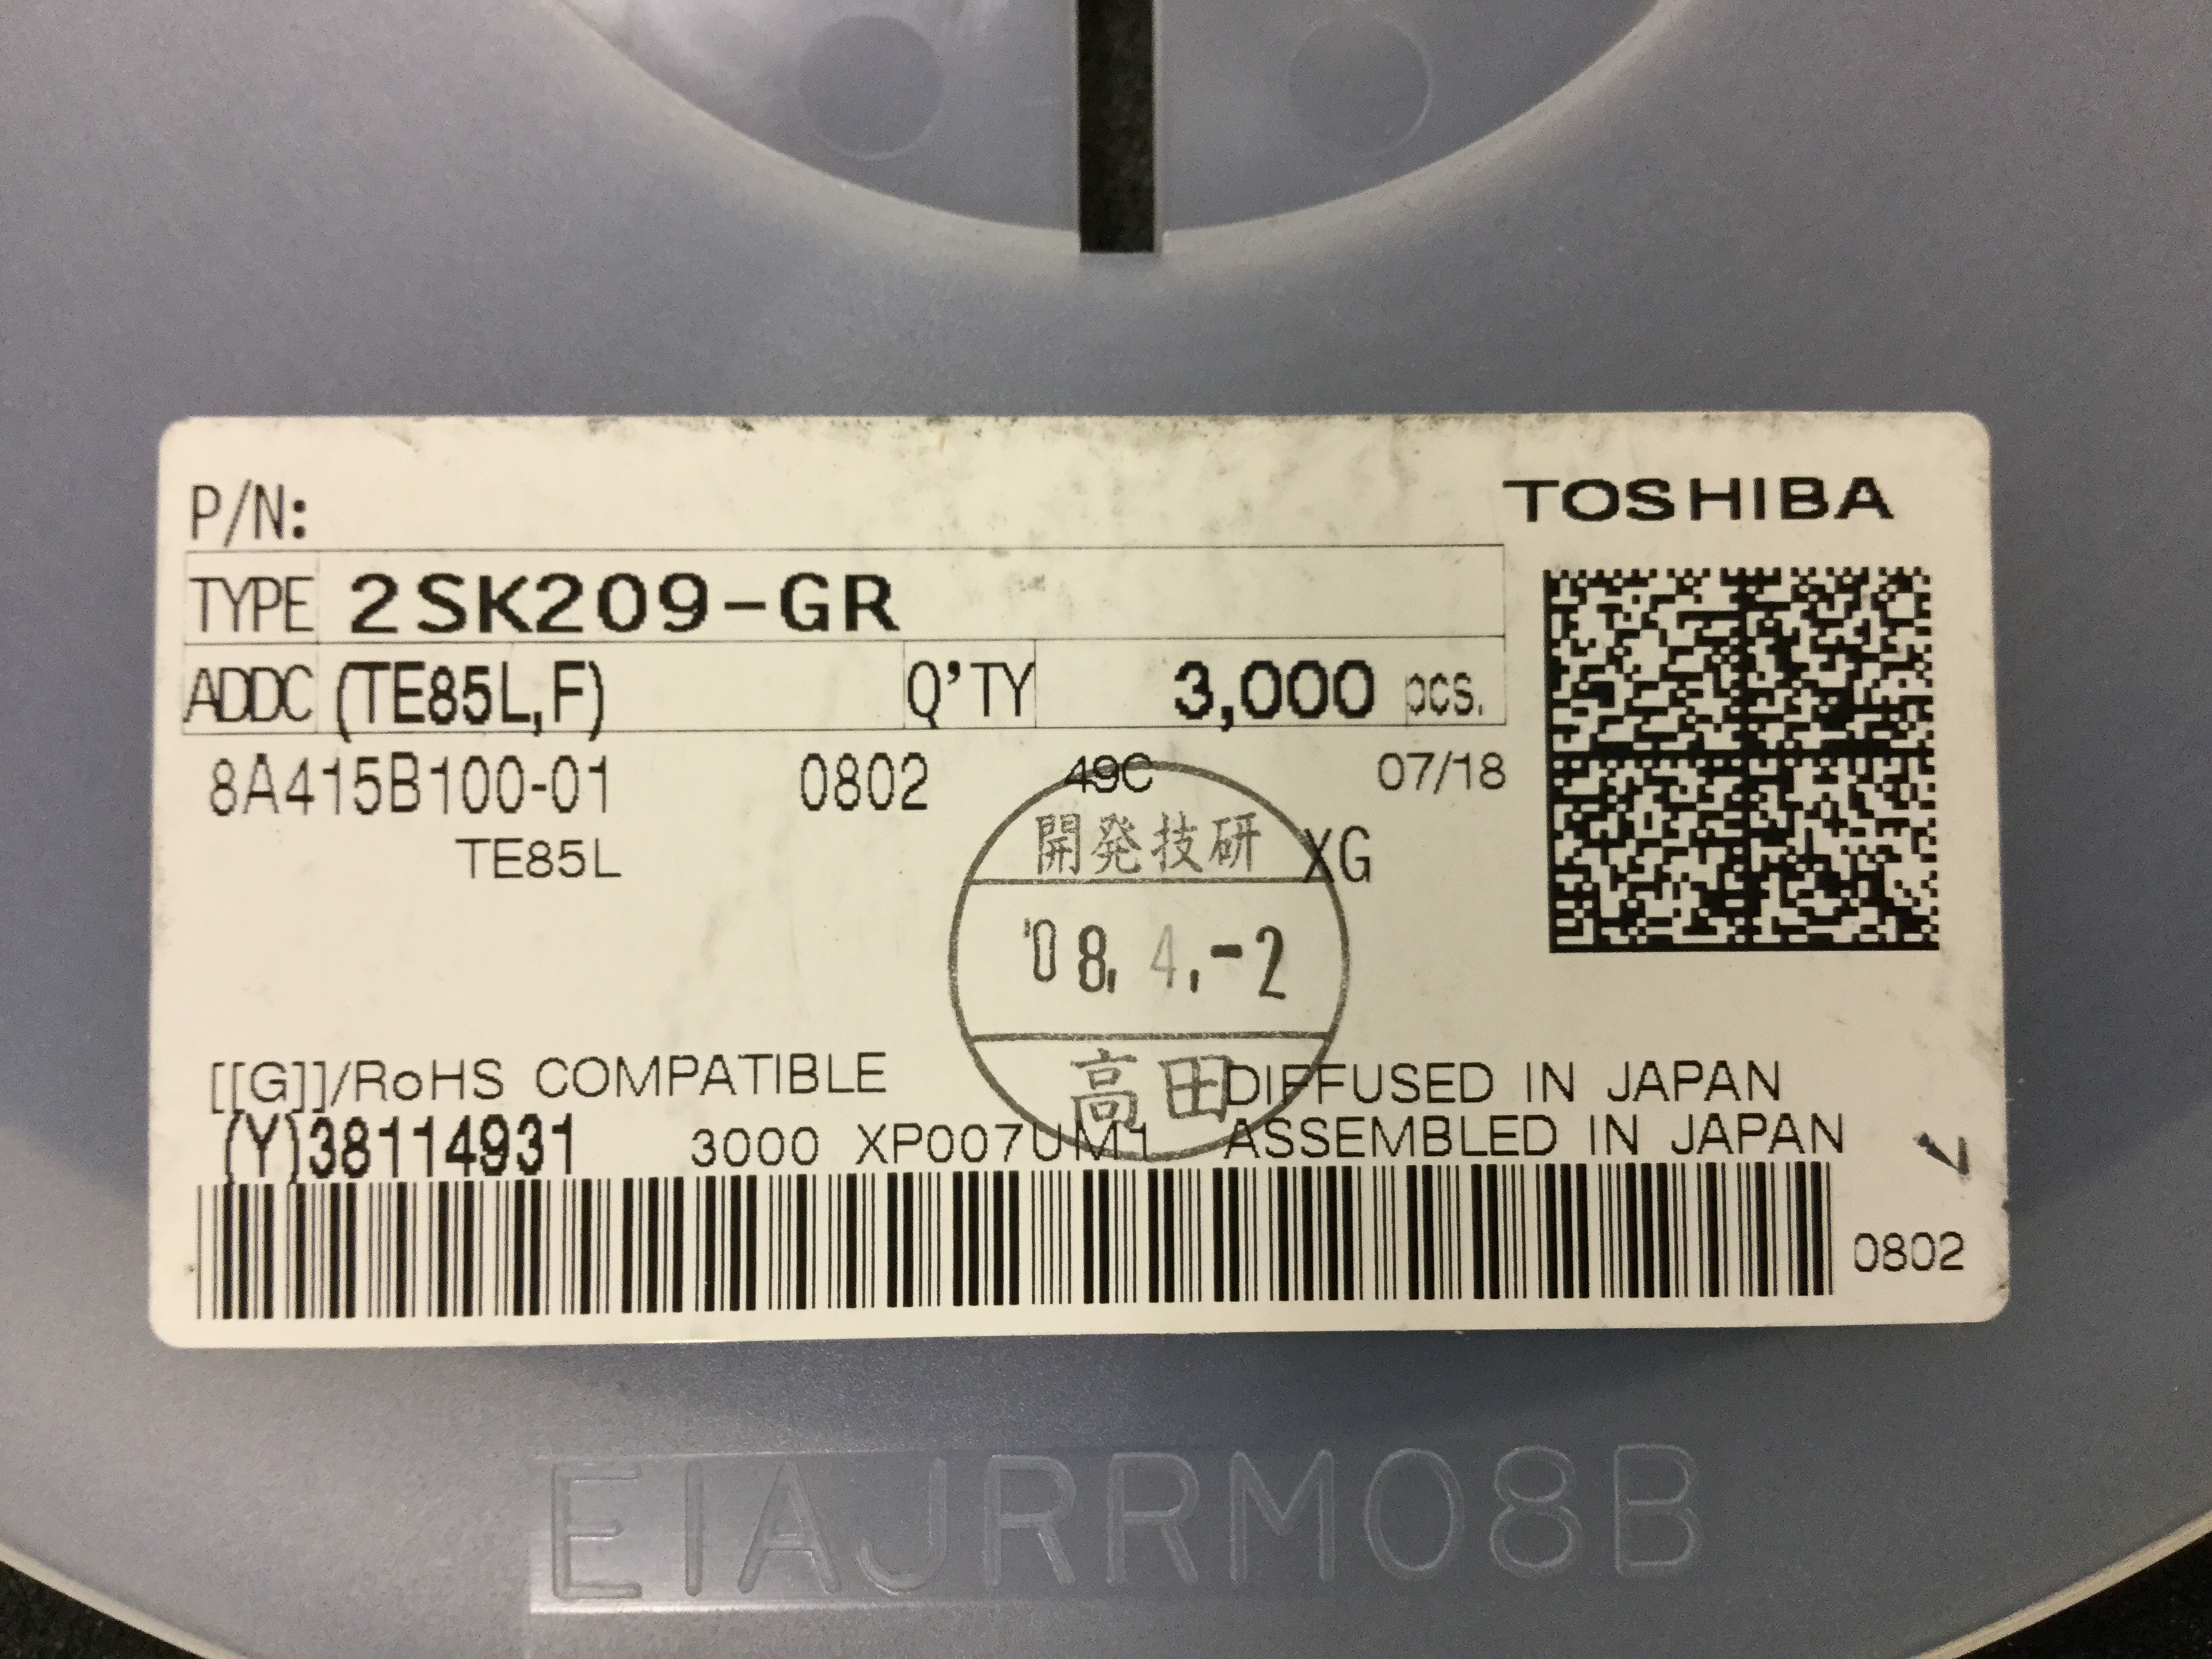 P/N:
TOSHIBA
TYPE 2SK209-GR
ADDC (TE85L,F) Q'TY 3,000 pcs.
8A415B100-01 0802 49C 07/18
TE85L
XG
開発技研
'08.4.-2
高田
[[G]]/RoHS COMPATIBLE
DIFFUSED IN JAPAN
(Y)38114931 3000 XP007UM1 ASSEMBLED IN JAPAN
0802
EIAJRRM08B